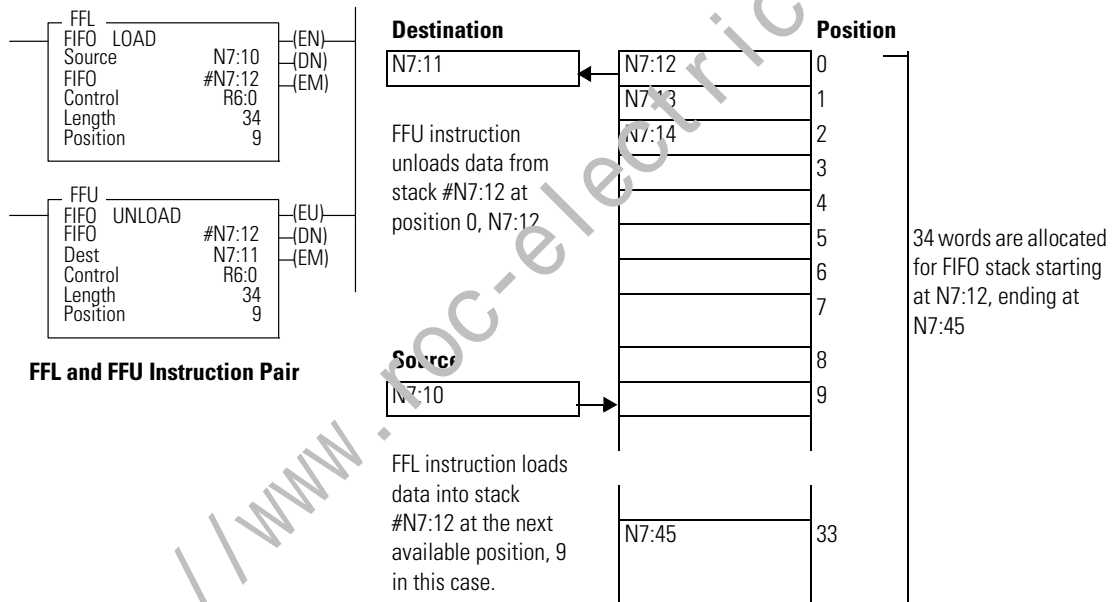 FFL
FIFO LOAD
Source N7:10
FIFO #N7:12
Control R6:0
Length 34
Position 9
(EN)
(DN)
(EM)
FFU
FIFO UNLOAD
FIFO #N7:12
Dest N7:11
Control R6:0
Length 34
Position 9
(EU)
(DN)
(EM)
FFL and FFU Instruction Pair
Destination
N7:11
FFU instruction
unloads data from
stack #N7:12 at
position 0, N7:12
Source
N7:10
FFL instruction loads
data into stack
#N7:12 at the next
available position, 9
in this case.
Position
N7:12 0
N7:13 1
N7:14 2
3
4
5
6
7
8
9
N7:45 33
34 words are allocated
for FIFO stack starting
at N7:12, ending at
N7:45
//www.roc-electric